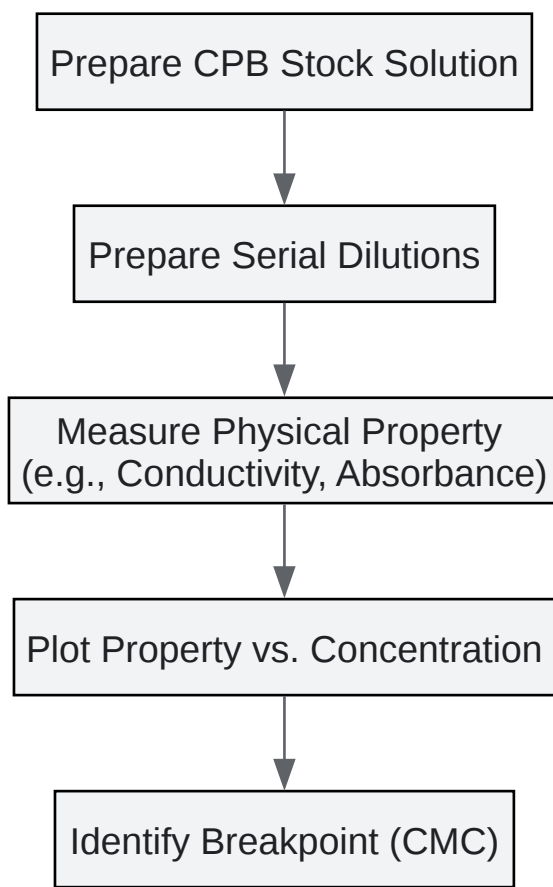 Prepare CPB Stock Solution
Prepare Serial Dilutions
Measure Physical Property
(e.g., Conductivity, Absorbance)
Plot Property vs. Concentration
Identify Breakpoint (CMC)